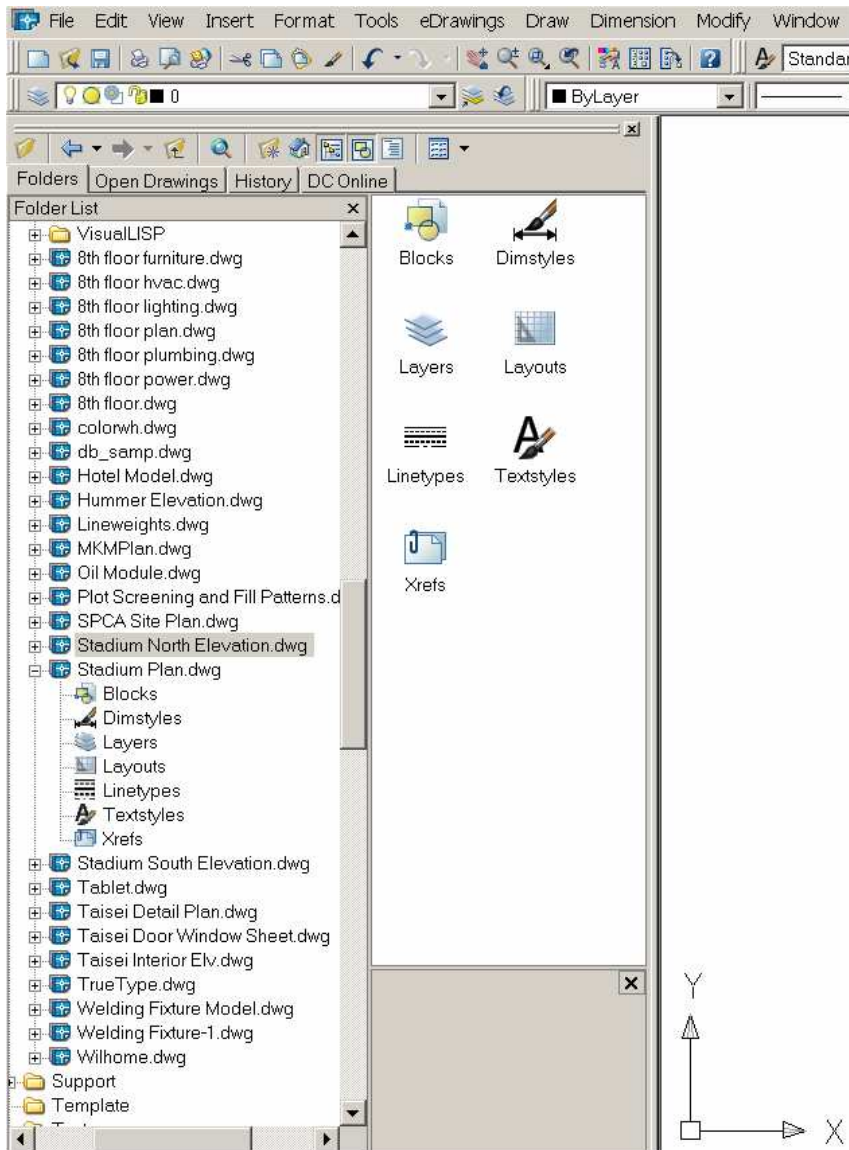 File Edit View Insert Format Tools eDrawings Draw Dimension Modify Window
Standar
0 ByLayer
Folders Open Drawings History DC Online
Folder List
VisualLISP
8th floor furniture.dwg
8th floor hvac.dwg
8th floor lighting.dwg
8th floor plan.dwg
8th floor plumbing.dwg
8th floor power.dwg
8th floor.dwg
colorwh.dwg
db_samp.dwg
Hotel Model.dwg
Hummer Elevation.dwg
Lineweights.dwg
MKMPlan.dwg
Oil Module.dwg
Plot Screening and Fill Patterns.d
SPCA Site Plan.dwg
Stadium North Elevation.dwg
Stadium Plan.dwg
Blocks
Dimstyles
Layers
Layouts
Linetypes
Textstyles
Xrefs
Stadium South Elevation.dwg
Tablet.dwg
Taisei Detail Plan.dwg
Taisei Door Window Sheet.dwg
Taisei Interior Elv.dwg
TrueType.dwg
Welding Fixture Model.dwg
Welding Fixture-1.dwg
Wilhome.dwg
Support
Template
Blocks Dimstyles
Layers Layouts
Linetypes Textstyles
Xrefs
Y
X